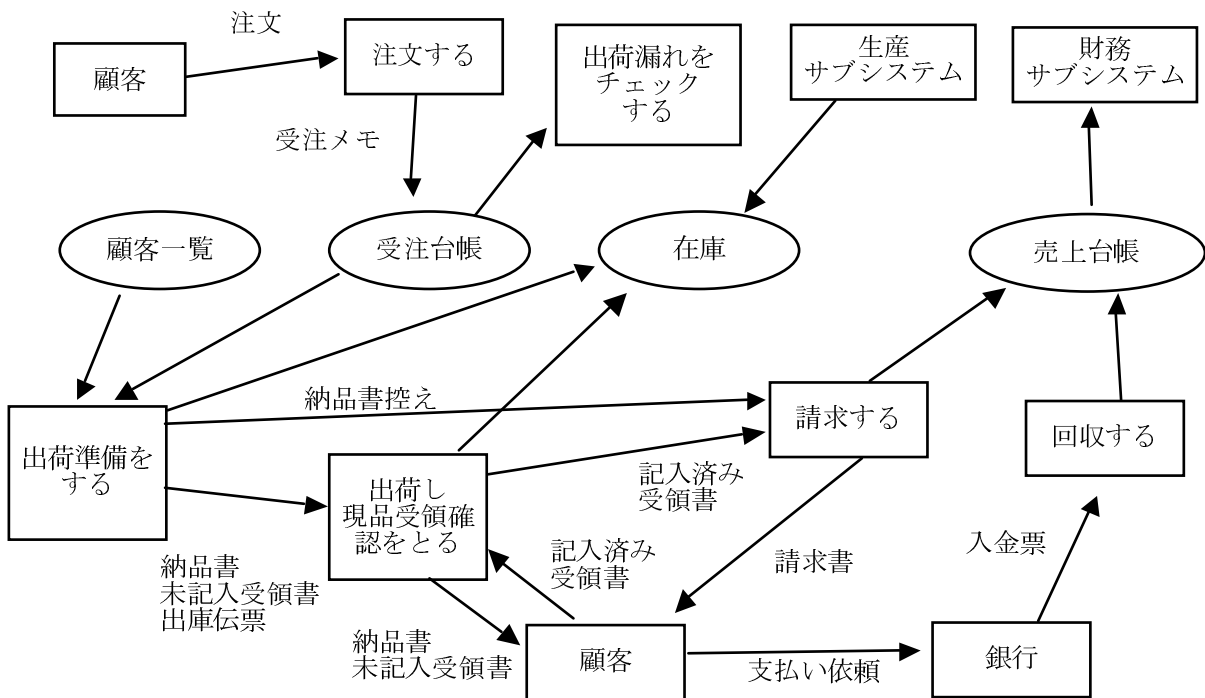 注文
顧客
注文する
出荷漏れを
チェック
する
生産
サブシステム
財務
サブシステム
受注メモ
顧客一覧
受注台帳
在庫
売上台帳
納品書控え
請求する
回収する
出荷準備を
する
出荷し
現品受領確
認をとる
記入済み
受領書
入金票
請求書
記入済み
受領書
納品書
未記入受領書
出庫伝票
納品書
未記入受領書
顧客
支払い依頼
銀行